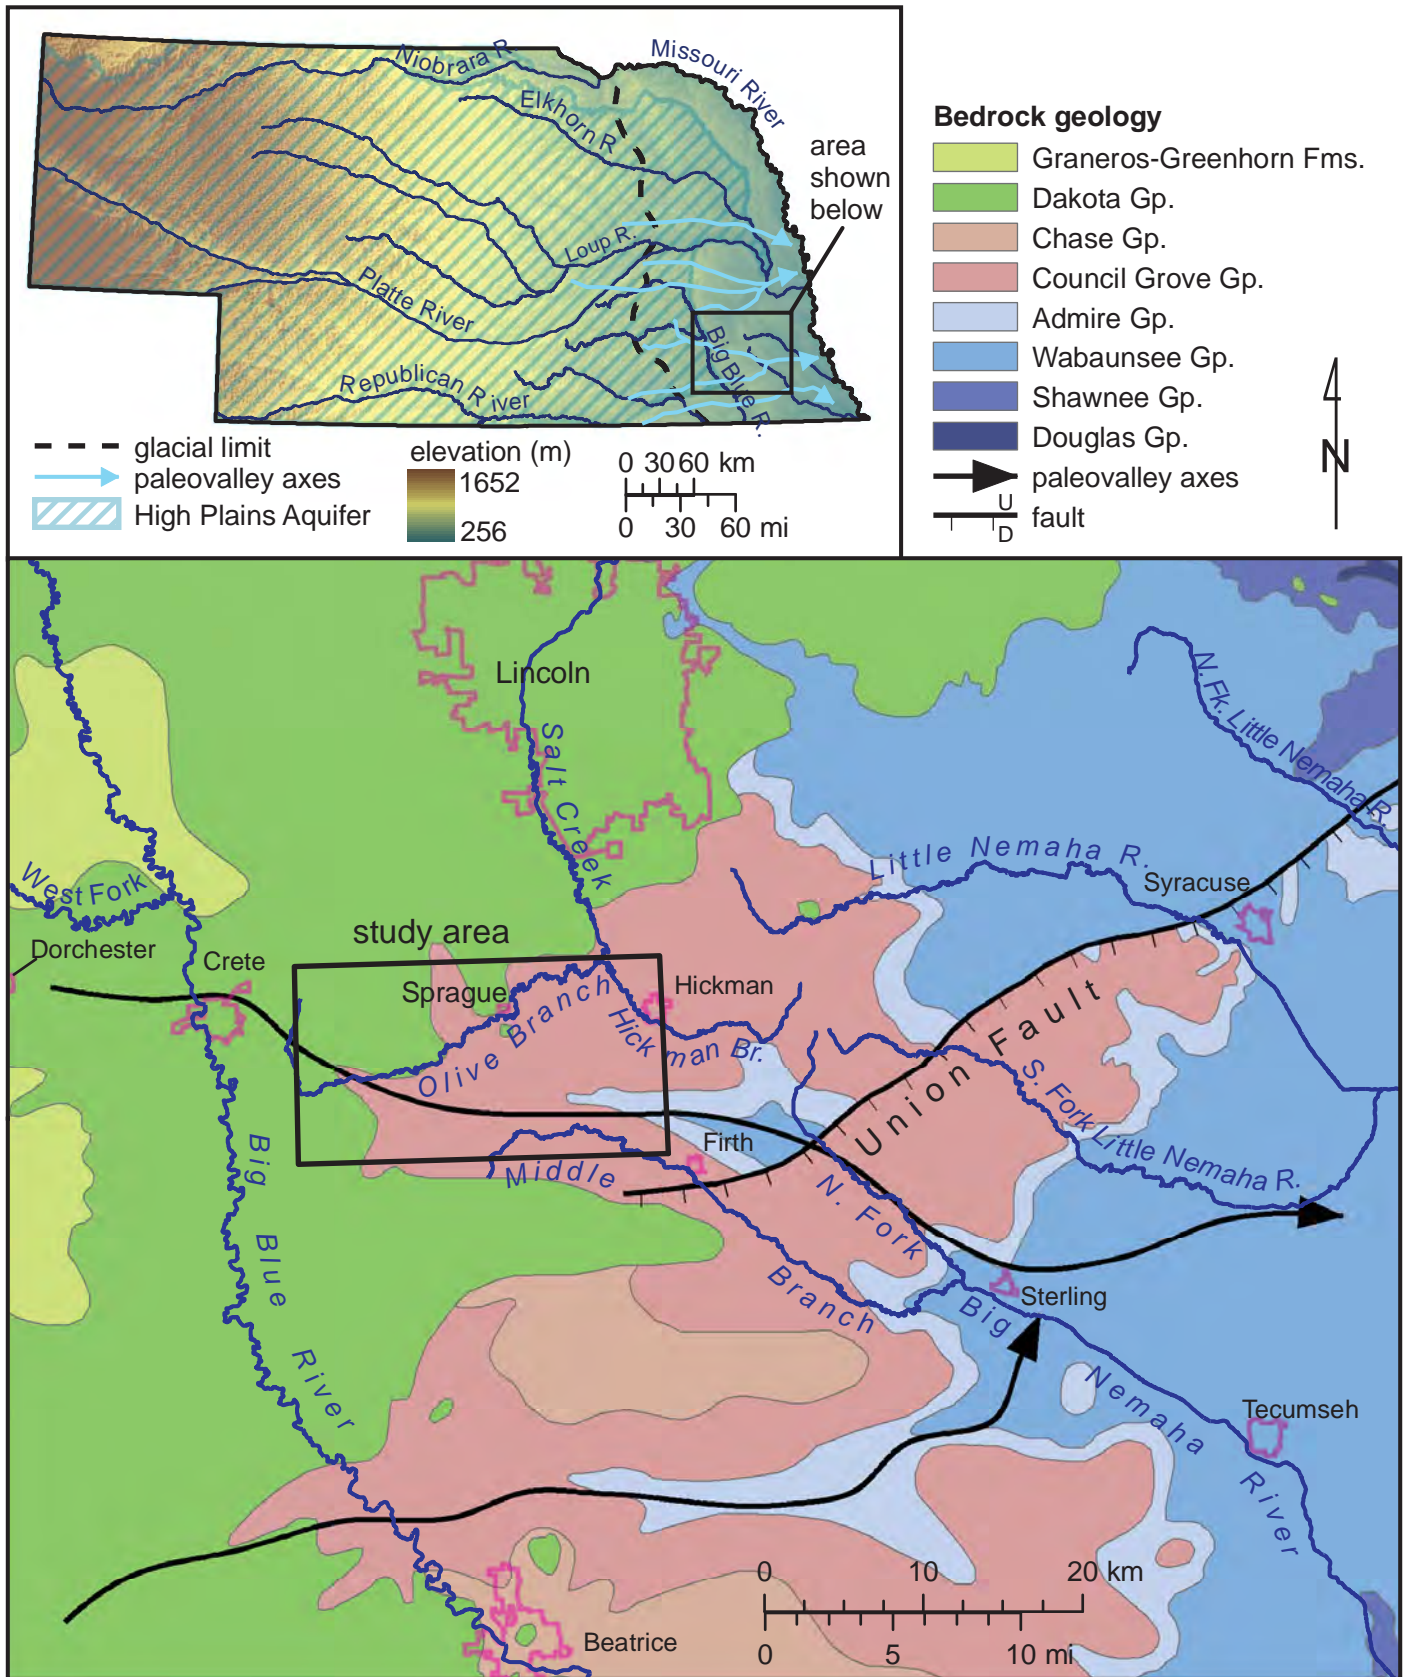 Niobrara R.
Missouri River
Elkhorn R.
area
shown
below
Loup R.
Platte River
Big Blue R.
Republican River
glacial limit
paleovalley axes
High Plains Aquifer
elevation (m)
1652
256
0 30 60 km
0 30 60 mi
Bedrock geology
Graneros-Greenhorn Fms.
Dakota Gp.
Chase Gp.
Council Grove Gp.
Admire Gp.
Wabaunsee Gp.
Shawnee Gp.
Douglas Gp.
paleovalley axes
U
fault
D
N
Lincoln
Salt Creek
N. Fk. Little Nemaha R.
Little Nemaha R.
Syracuse
West Fork
Dorchester
Crete
study area
Sprague
Hickman
Olive Branch
Hickman Br.
Union Fault
S. Fork Little Nemaha R.
Firth
Middle Branch
N. Fork Big Nemaha River
Sterling
Big Blue River
Tecumseh
Beatrice
0 10 20 km
0 5 10 mi